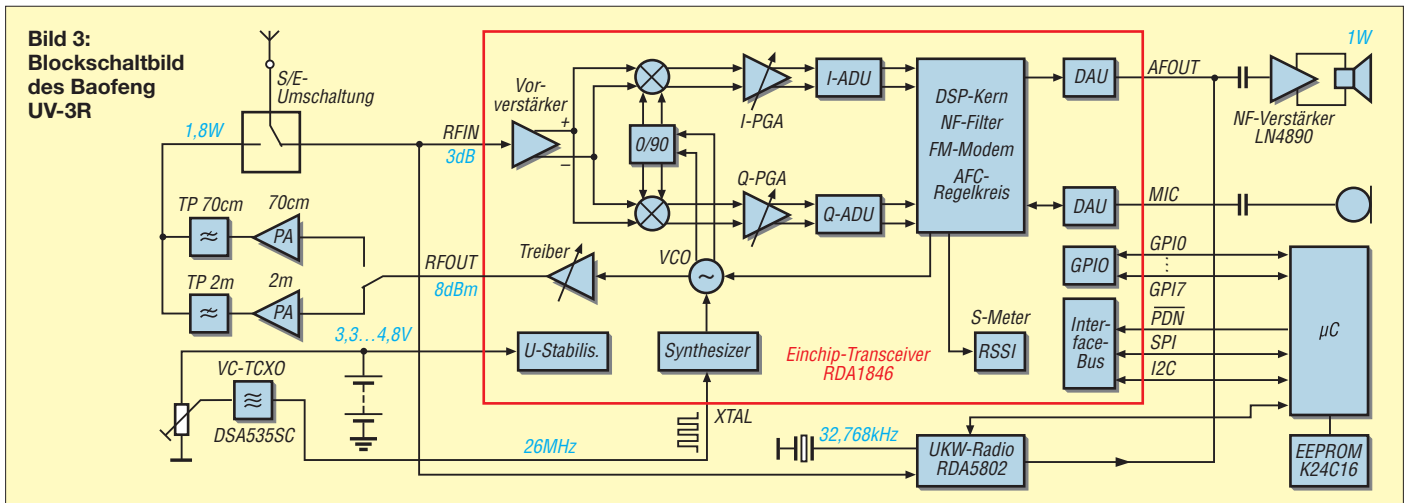 Bild 3:
Blockschaltbild
des Baofeng
UV-3R
S/E-
Umschaltung
1,8W
RFIN
3dB
Vor-
verstärker
+
–
0/90
I-PGA
I-ADU
Q-PGA
Q-ADU
DSP-Kern
NF-Filter
FM-Modem
AFC-
Regelkreis
DAU
AFOUT
1W
NF-Verstärker
LN4890
DAU
MIC
TP 70cm
70cm
PA
TP 2m
2m
PA
RFOUT
8dBm
Treiber
VCO
~
GPIO
GPI0
⋮
GPI7
µC
Inter-
face-
Bus
PDN
SPI
I2C
3,3...4,8V
U-Stabilis.
Synthesizer
S-Meter
RSSI
Einchip-Transceiver
RDA1846
VC-TCXO
DSA535SC
26MHz
XTAL
32,768kHz
UKW-Radio
RDA5802
EEPROM
K24C16